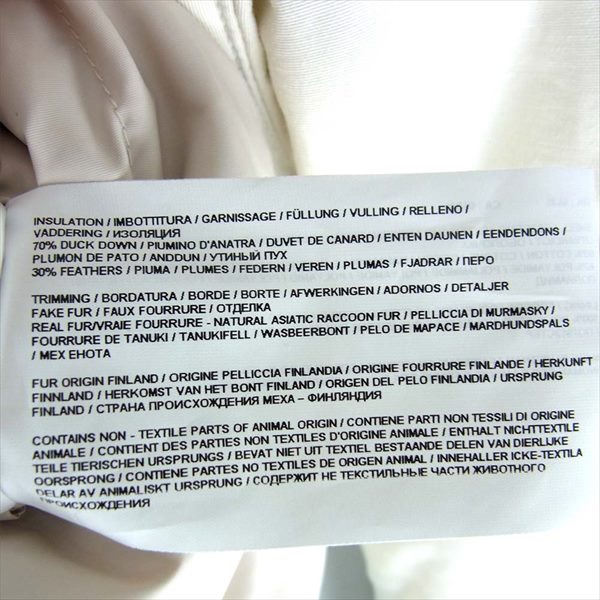 INSULATION / IMBOTTITURA / GARNISSAGE / FÜLLUNG / VULLING / RELLENO /
VADDERING / ИЗОЛЯЦИЯ
70% DUCK DOWN / PIUMINO D'ANATRA / DUVET DE CANARD / ENTEN DAUNEN / EENDENDONS /
PLUMON DE PATO / ANDDUN / УТИНЫЙ ПУХ
30% FEATHERS / PIUMA / PLUMES / FEDERN / VEREN / PLUMAS / FJADRAR / ПЕРО
TRIMMING / BORDATURA / BORDE / BORTE / AFWERKINGEN / ADORNOS / DETALJER
FAKE FUR / FAUX FOURRURE / ОТДЕЛКА
REAL FUR/VRAIE FOURRURE - NATURAL ASIATIC RACCOON FUR / PELLICCIA DI MURMASKY /
FOURRURE DE TANUKI / TANUKIFELL / WASBEERBONT / PELO DE MAPACE / MARDHUNDSPALS
/ МЕХ ЕНОТА
FUR ORIGIN FINLAND / ORIGINE PELLICCIA FINLANDIA / ORIGINE FOURRURE FINLANDE / HERKUNFT
FINNLAND / HERKOMST VAN HET BONT FINLAND / ORIGEN DEL PELO FINLANDIA / URSPRUNG
FINLAND / СТРАНА ПРОИСХОЖДЕНИЯ МЕХА – ФИНЛЯНДИЯ
CONTAINS NON - TEXTILE PARTS OF ANIMAL ORIGIN / CONTIENE PARTI NON TESSILI DI ORIGINE
ANIMALE / CONTIENT DES PARTIES NON TEXTILES D'ORIGINE ANIMALE / ENTHALT NICHTTEXTILE
TEILE TIERISCHEN URSPRUNGS / BEVAT NIET UIT TEXTIEL BESTAANDE DELEN VAN DIERLIJKE
OORSPRONG / CONTIENE PARTES NO TEXTILES DE ORIGEN ANIMAL / INNEHALLER ICKE-TEXTILA
DELAR AV ANIMALISKT URSPRUNG / СОДЕРЖИТ НЕ ТЕКСТИЛЬНЫЕ ЧАСТИ ЖИВОТНОГО
ПРОИСХОЖДЕНИЯ